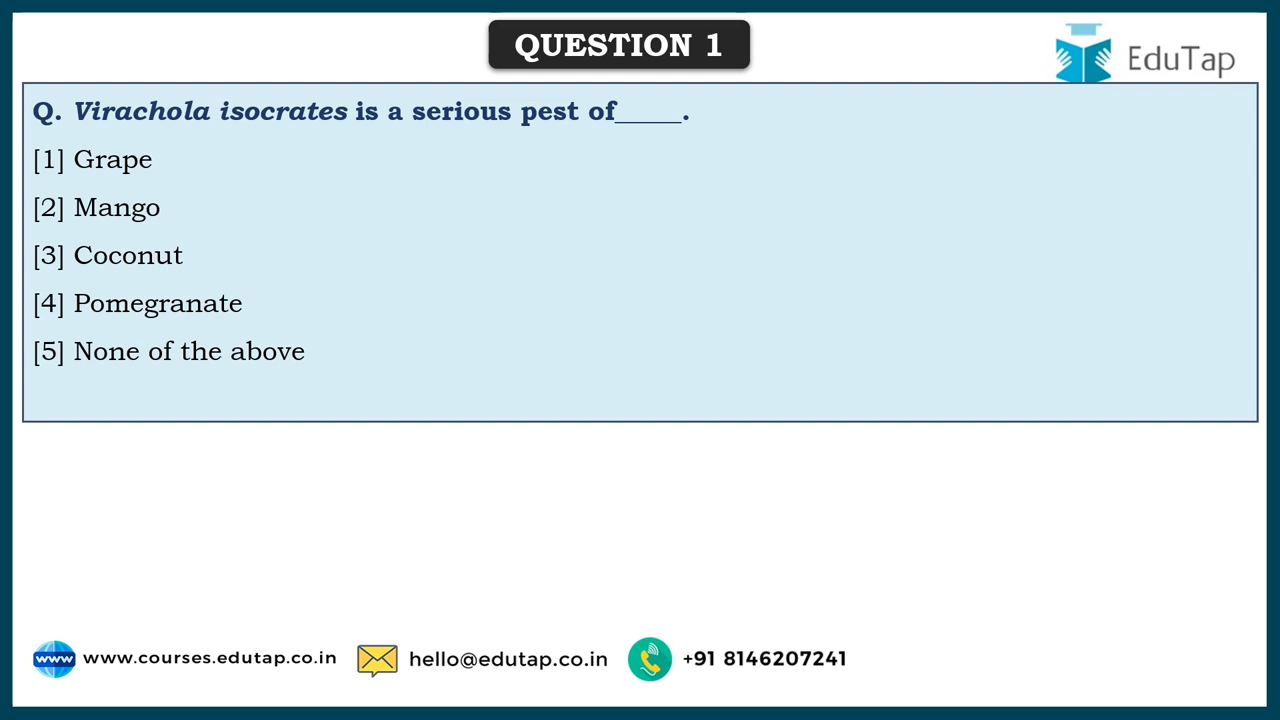 QUESTION 1
EduTap
Q. Virachola isocrates is a serious pest of_____.
[1] Grape
[2] Mango
[3] Coconut
[4] Pomegranate
[5] None of the above
www www.courses.edutap.co.in hello@edutap.co.in +91 8146207241